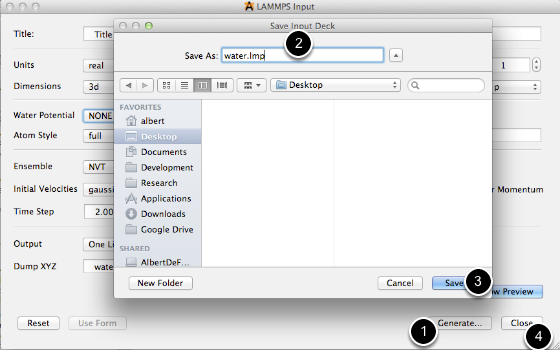 LAMMPS Input
Save Input Deck
Title: Title
Save As: water.lmp
2
Units real 1
Dimensions 3d p
Desktop
Water Potential NONE
Atom Style full
FAVORITES
albert
Desktop
Documents
Development
Research
Applications
Downloads
Google Drive
SHARED
AlbertDeF...
Ensemble NVT
Initial Velocities gaussi r Momentum
Time Step 2.00
Output One Li
Dump XYZ wate
New Folder Cancel Save 3
ow Preview
Reset Use Form 1 Generate... Close 4